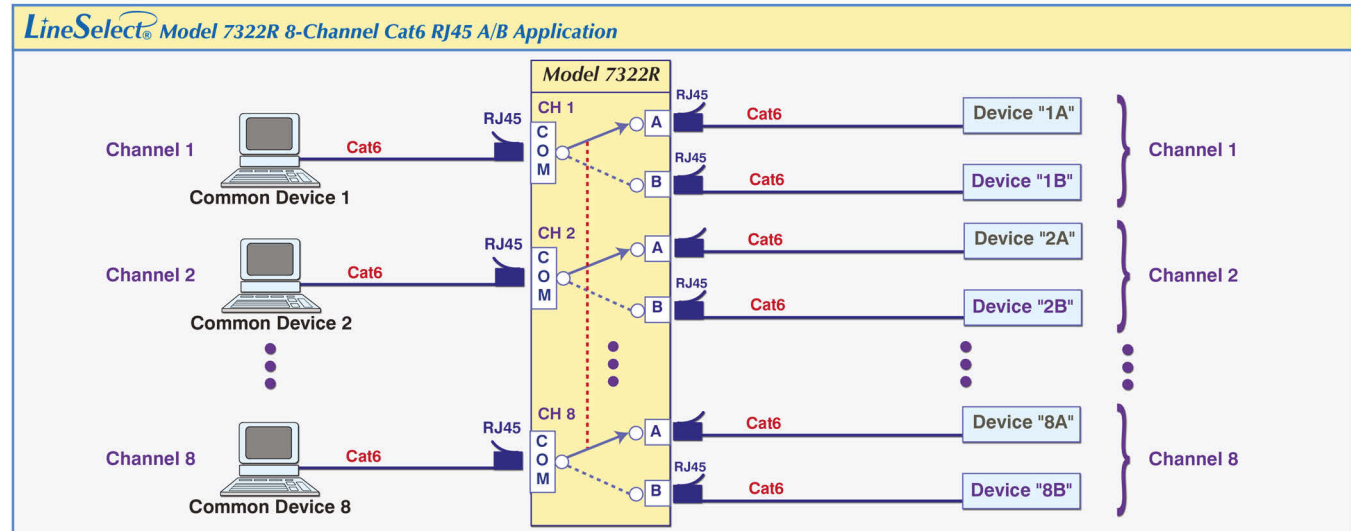 LineSelect® Model 7322R 8-Channel Cat6 RJ45 A/B Application
Model 7322R
CH 1
RJ45
RJ45
Cat6
Device "1A"
Channel 1
Cat6
COM
A
Channel 1
Common Device 1
RJ45
B
Cat6
Device "1B"
CH 2
RJ45
Cat6
Device "2A"
Channel 2
Cat6
COM
A
Channel 2
Common Device 2
RJ45
B
Cat6
Device "2B"
CH 8
RJ45
Cat6
Device "8A"
Channel 8
Cat6
COM
A
Channel 8
Common Device 8
RJ45
B
Cat6
Device "8B"